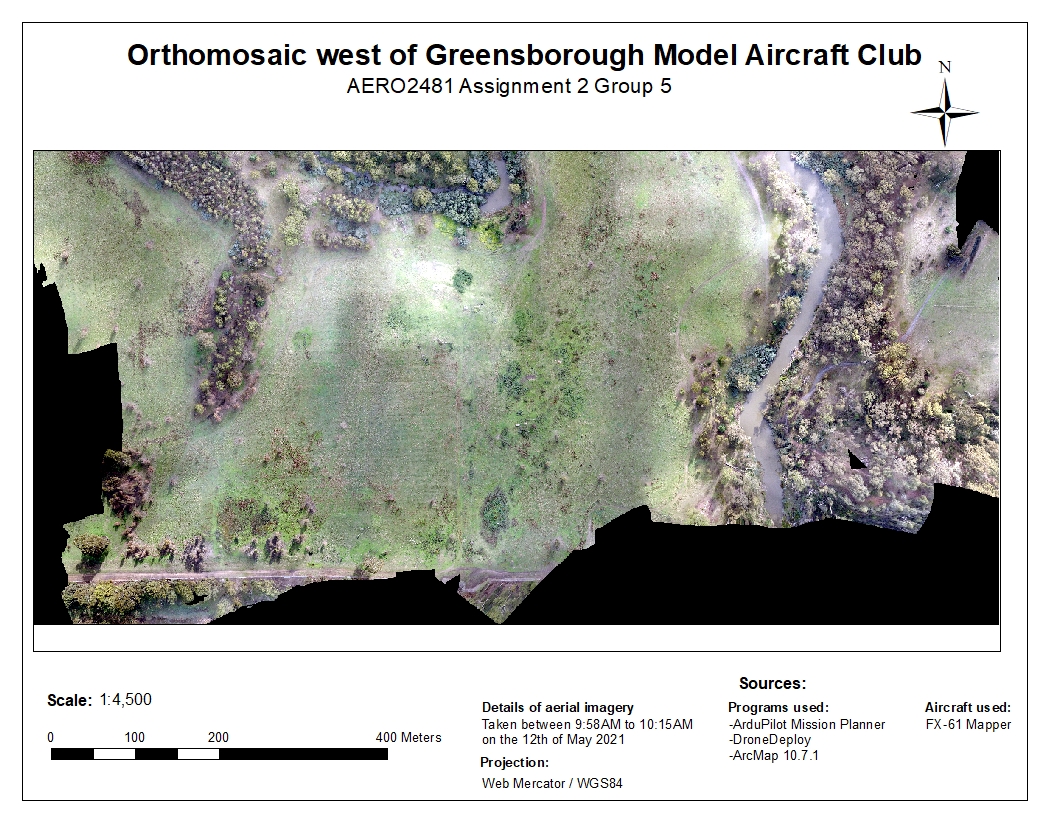 Orthomosaic west of Greensborough Model Aircraft Club
AERO2481 Assignment 2 Group 5
N
Scale: 1:4,500
0 100 200 400 Meters
Details of aerial imagery
Taken between 9:58AM to 10:15AM
on the 12th of May 2021
Projection:
Web Mercator / WGS84
Sources:
Programs used:
-ArduPilot Mission Planner
-DroneDeploy
-ArcMap 10.7.1
Aircraft used:
FX-61 Mapper